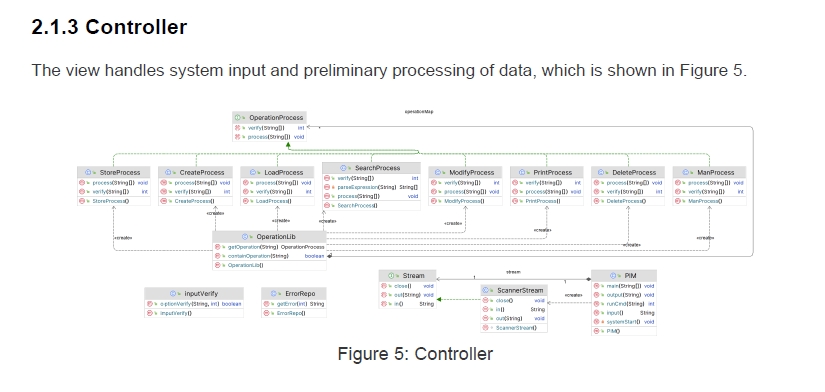 2.1.3 Controller
The view handles system input and preliminary processing of data, which is shown in Figure 5.
operationMap
OperationProcess
verify(String[]) int
process(String[]) void
StoreProcess
process(String[]) void
verify(String[]) int
StoreProcess()
CreateProcess
process(String[]) void
verify(String[]) int
CreateProcess()
LoadProcess
process(String[]) void
verify(String[]) int
LoadProcess()
SearchProcess
verify(String[]) int
parseExpression(String) String[]
process(String[]) void
SearchProcess()
ModifyProcess
verify(String[]) int
process(String[]) void
ModifyProcess()
PrintProcess
verify(String[]) int
process(String[]) void
PrintProcess()
DeleteProcess
process(String[]) void
verify(String[]) int
DeleteProcess()
ManProcess
process(String[]) void
verify(String[]) int
ManProcess()
«create»
«create»
«create»
«create»
«create»
«create»
«create»
«create»
OperationLib
getOperation(String) OperationProcess
containOperation(String) boolean
OperationLib()
inputVerify
optionVerify(String, int) boolean
inputVerify()
ErrorRepo
getError(int) String
ErrorRepo()
Stream
close() void
out(String) void
in() String
stream
1
1
ScannerStream
close() void
in() String
out(String) void
ScannerStream()
«create»
PIM
main(String[]) void
output(String) void
runCmd(String) int
input() String
systemStart() void
PIM()
Figure 5: Controller